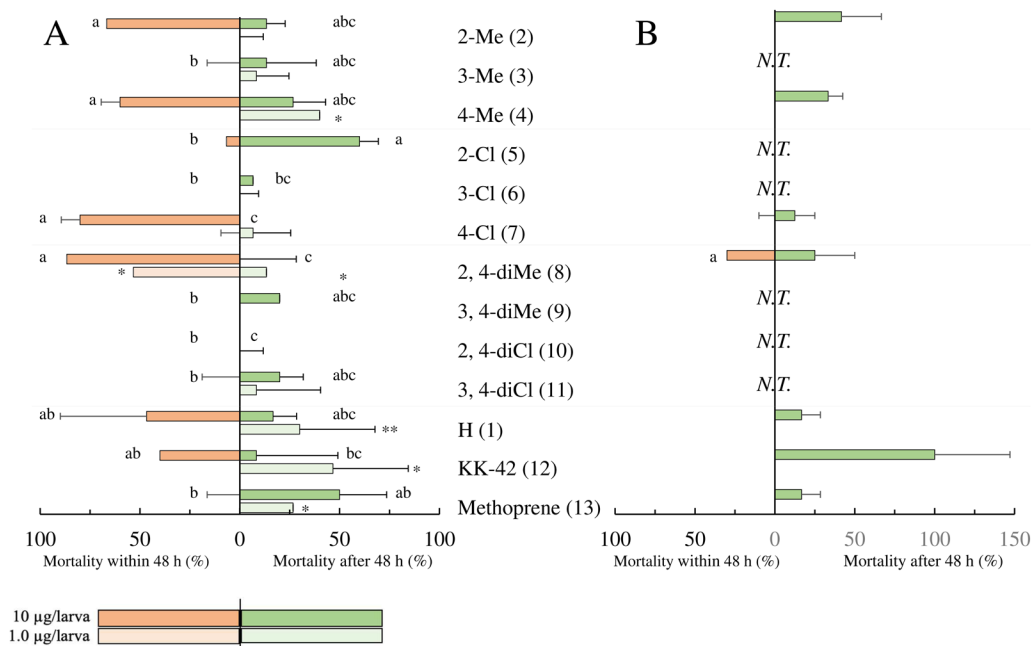 A
B
a
abc
2-Me (2)
b
abc
3-Me (3)
N.T.
a
abc
4-Me (4)
*
b
a
2-Cl (5)
N.T.
b
bc
3-Cl (6)
N.T.
a
c
4-Cl (7)
a
c
a
*
*
2, 4-diMe (8)
b
abc
3, 4-diMe (9)
N.T.
b
c
2, 4-diCl (10)
N.T.
b
abc
3, 4-diCl (11)
N.T.
ab
abc
**
H (1)
ab
bc
*
KK-42 (12)
b
ab
*
Methoprene (13)
100 50 0 50 100
100 50 0 50 100 150
Mortality within 48 h (%) Mortality after 48 h (%)
Mortality within 48 h (%) Mortality after 48 h (%)
10 µg/larva
1.0 µg/larva